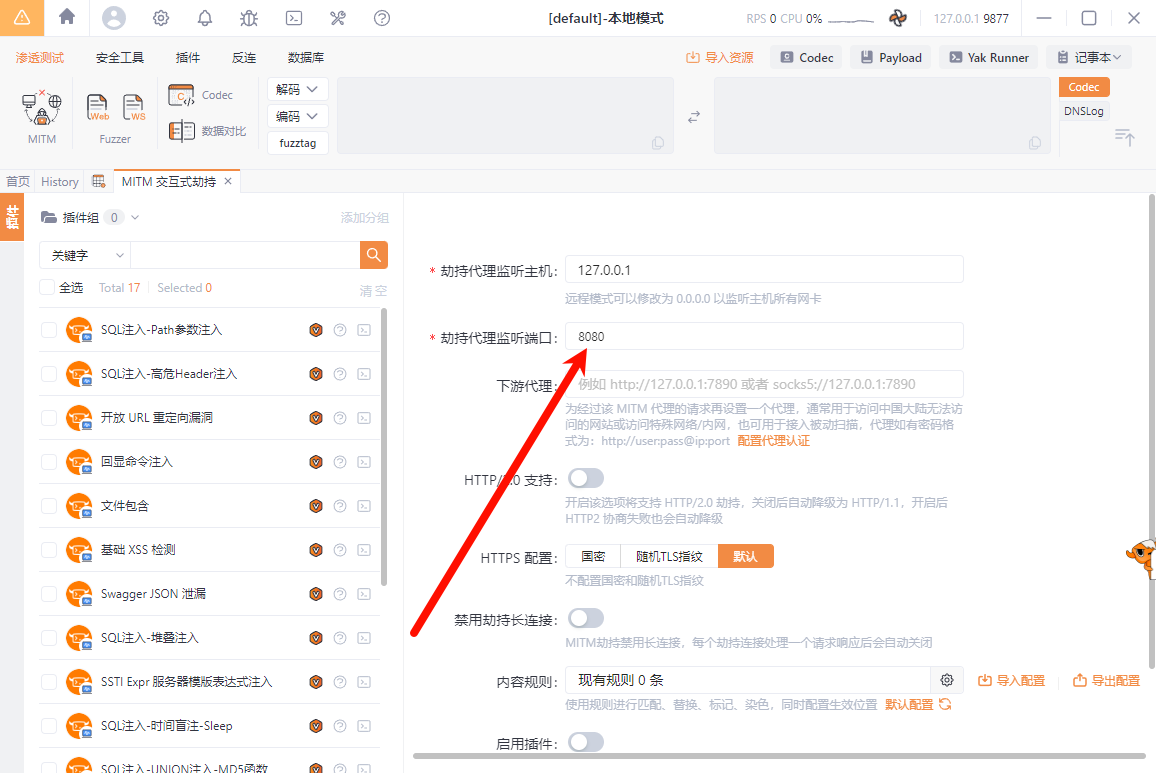 [default]-本地模式
RPS 0 CPU 0%
127.0.0.1 9877
渗透测试 安全工具 插件 反连 数据库
导入资源 Codec Payload Yak Runner 记事本
MITM
Web
WS
Fuzzer
Codec
数据对比
解码
编码
fuzztag
Codec
DNSLog
首页 History MITM 交互式劫持
插件组 0
添加分组
关键字
全选 Total 17 Selected 0
清空
SQL注入-Path参数注入
SQL注入-高危Header注入
开放 URL 重定向漏洞
回显命令注入
文件包含
基础 XSS 检测
Swagger JSON 泄漏
SQL注入-堆叠注入
SSTI Expr 服务器模版表达式注入
SQL注入-时间盲注-Sleep
SQL注入-UNION注入-MD5函数
* 劫持代理监听主机: 127.0.0.1
远程模式可以修改为 0.0.0.0 以监听主机所有网卡
* 劫持代理监听端口: 8080
下游代理: 例如 http://127.0.0.1:7890 或者 socks5://127.0.0.1:7890
为经过该 MITM 代理的请求再设置一个代理，通常用于访问中国大陆无法访
问的网站或访问特殊网络/内网，也可用于接入被动扫描，代理如有密码格
式为：http://user:pass@ip:port 配置代理认证
HTTP/2.0 支持:
开启该选项将支持 HTTP/2.0 劫持，关闭后自动降级为 HTTP/1.1，开启后
HTTP2 协商失败也会自动降级
HTTPS 配置: 国密 随机TLS指纹 默认
不配置国密和随机TLS指纹
禁用劫持长连接:
MITM劫持禁用长连接，每个劫持连接处理一个请求响应后会自动关闭
内容规则: 现有规则 0 条
导入配置 导出配置
使用规则进行匹配、替换、标记、染色，同时配置生效位置 默认配置
启用插件: